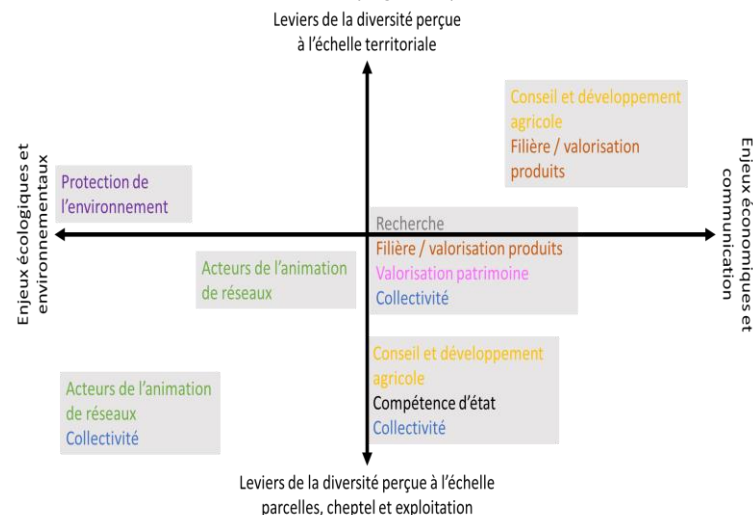 Leviers de la diversité perçue
à l'échelle territoriale
Conseil et développement
agricole
Filière / valorisation
produits
Enjeux écologiques et
environnementaux
Protection de
l'environnement
Enjeux économiques et
communication
Recherche
Filière / valorisation produits
Valorisation patrimoine
Collectivité
Acteurs de l'animation
de réseaux
Conseil et développement
agricole
Compétence d'état
Collectivité
Acteurs de l'animation
de réseaux
Collectivité
Leviers de la diversité perçue à l'échelle
parcelles, cheptel et exploitation